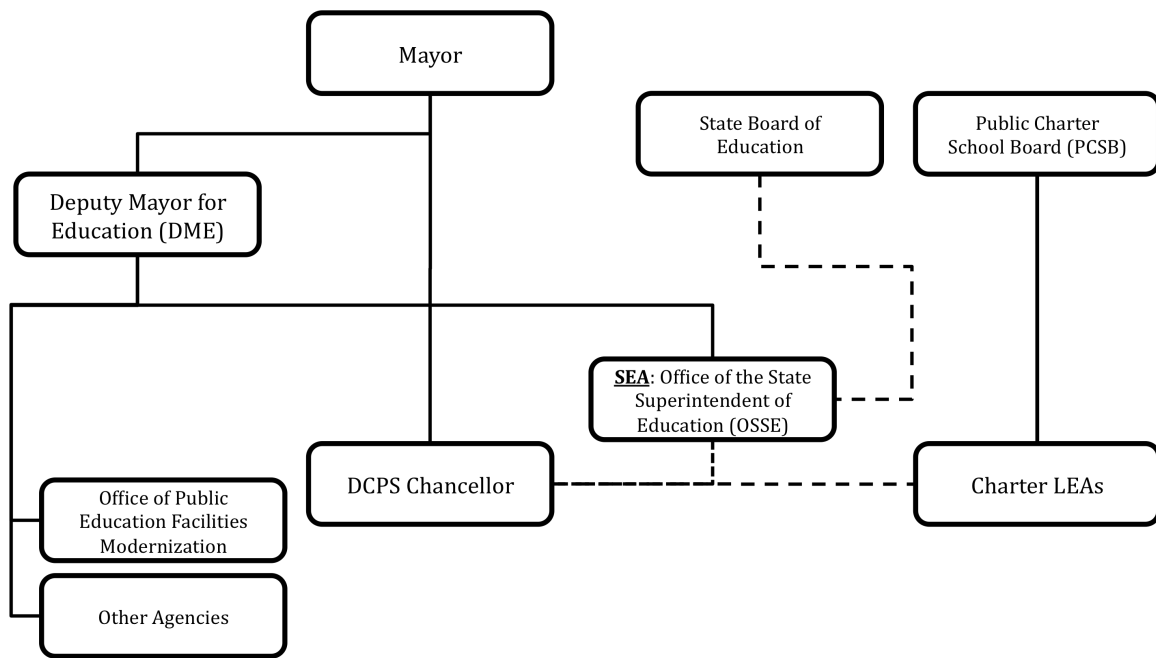 Mayor
State Board of
Education
Public Charter
School Board (PCSB)
Deputy Mayor for
Education (DME)
SEA: Office of the State
Superintendent of
Education (OSSE)
DCPS Chancellor
Charter LEAs
Office of Public
Education Facilities
Modernization
Other Agencies